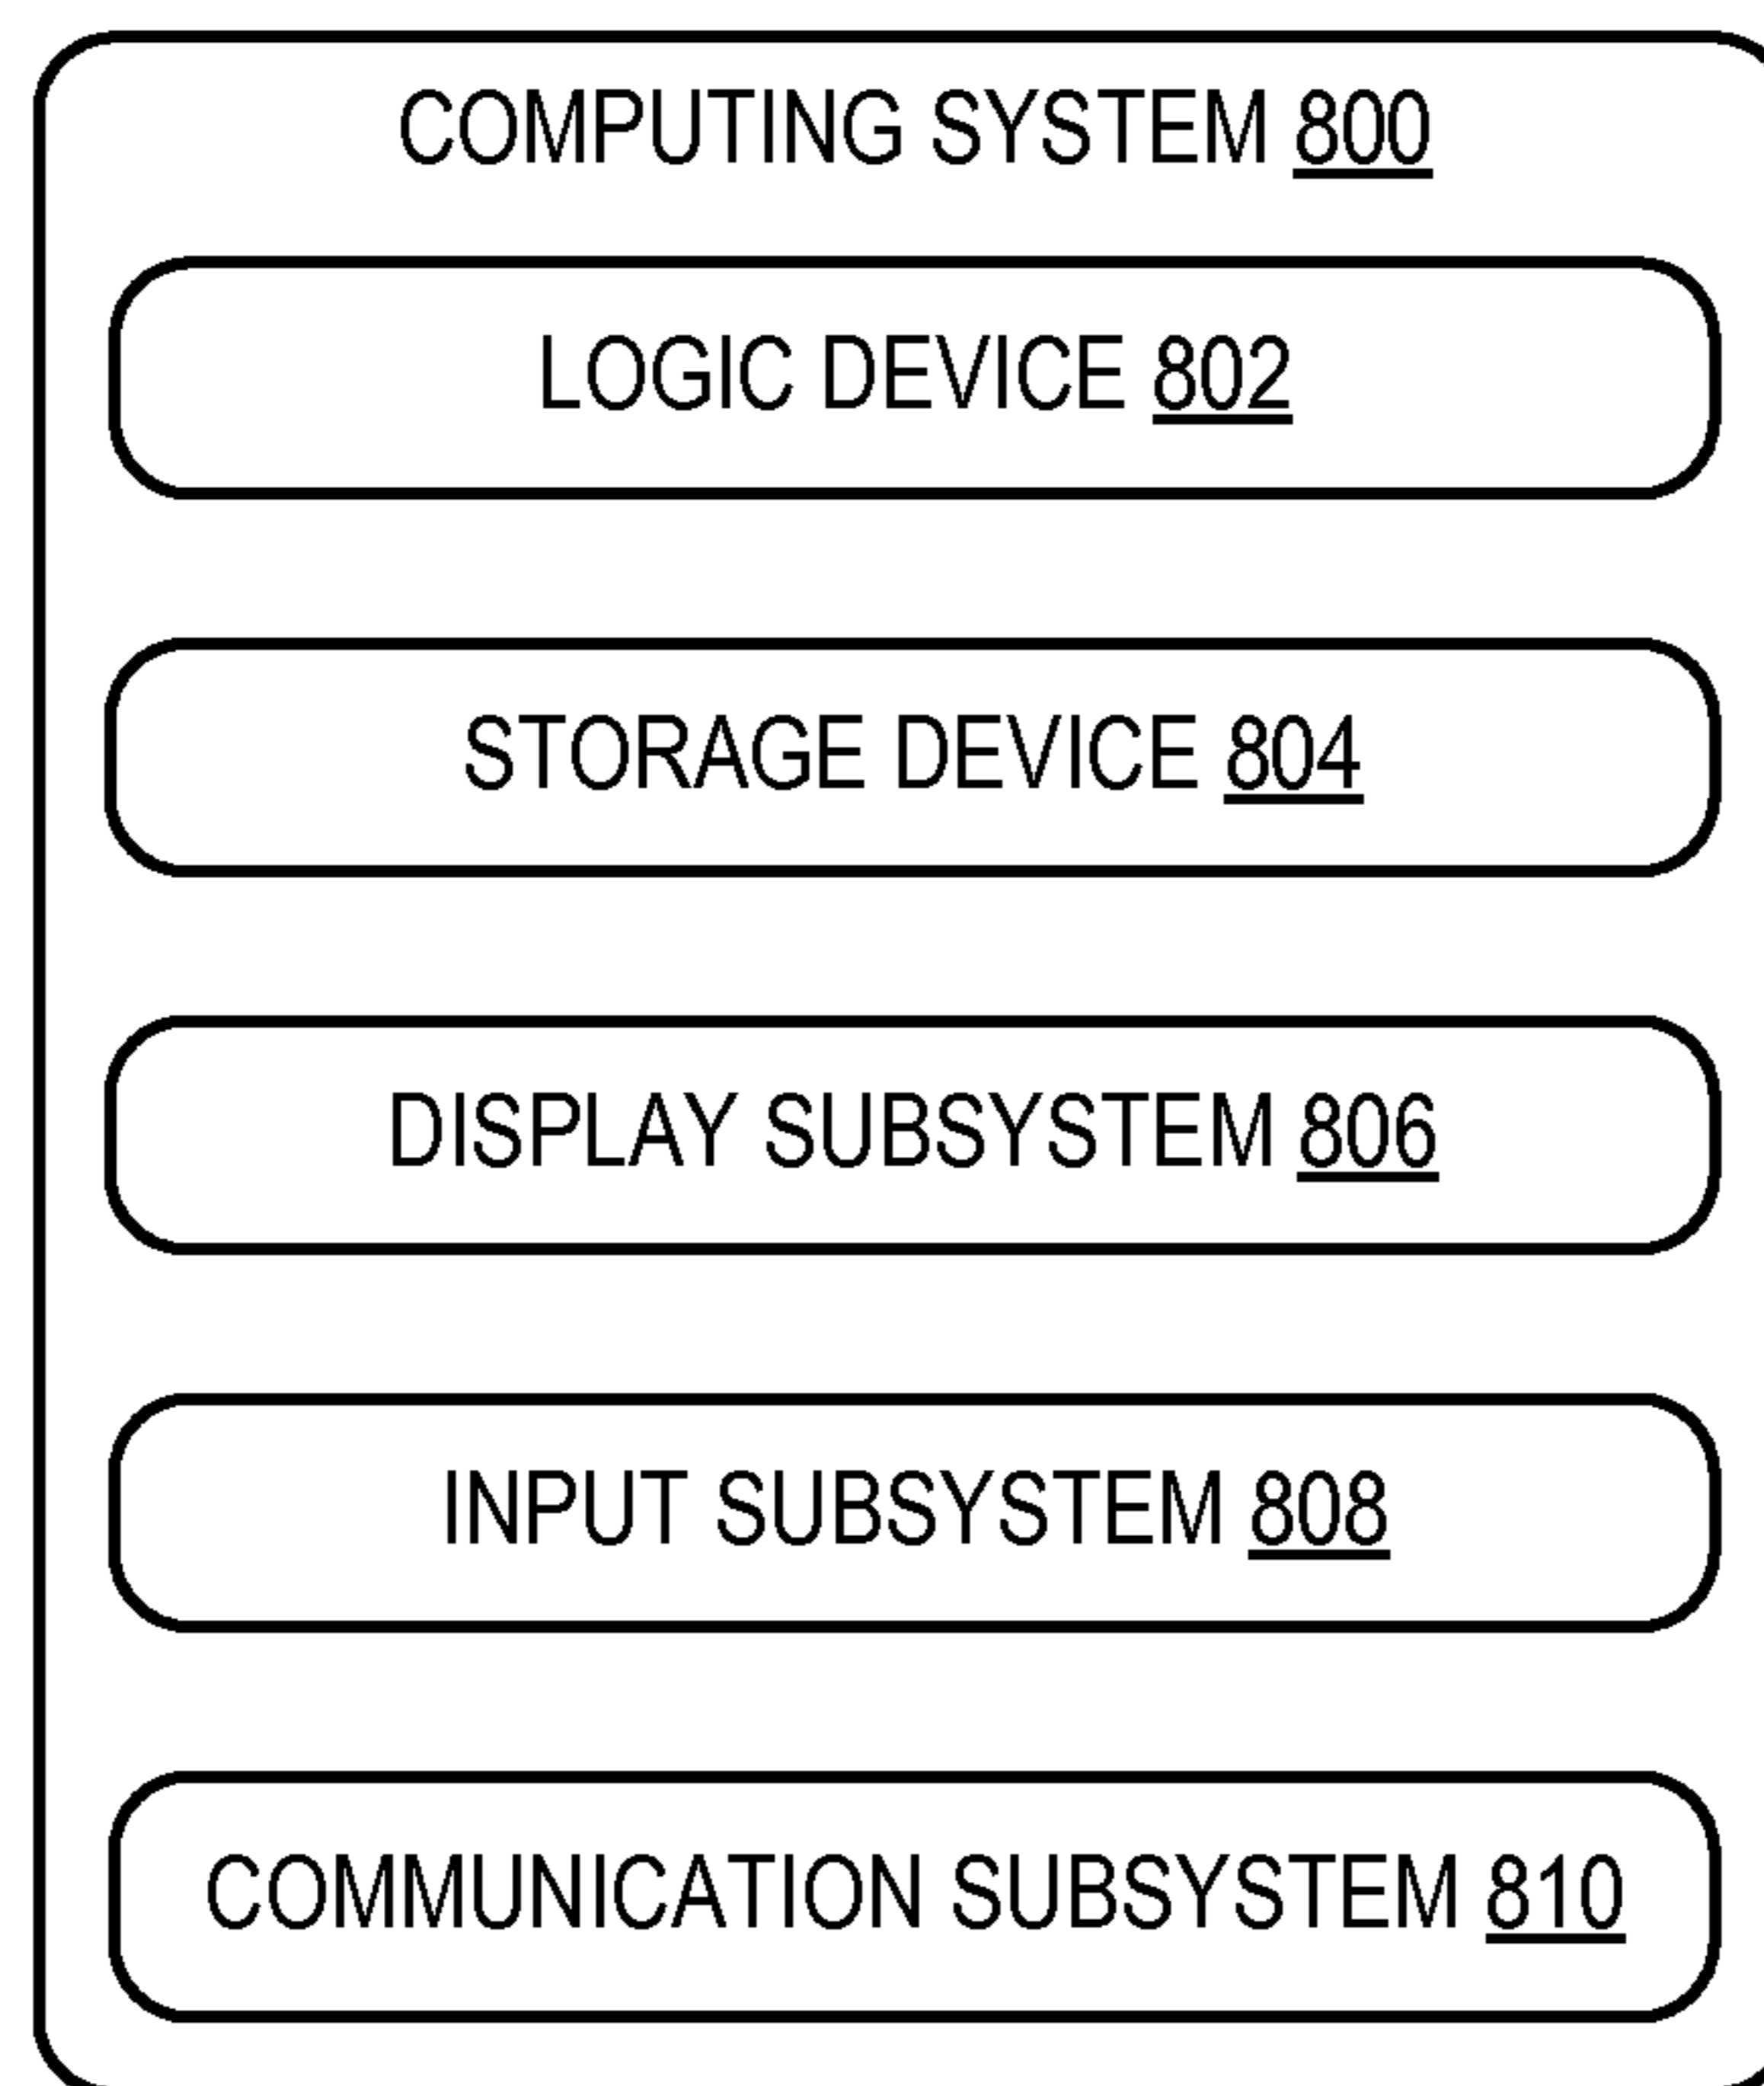 COMPUTING SYSTEM 800
LOGIC DEVICE 802
STORAGE DEVICE 804
DISPLAY SUBSYSTEM 806
INPUT SUBSYSTEM 808
COMMUNICATION SUBSYSTEM 810